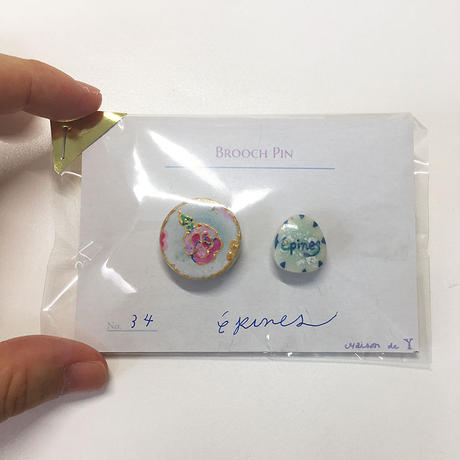 BROOCH PIN
épines
No. 34
épines
Maison de Y